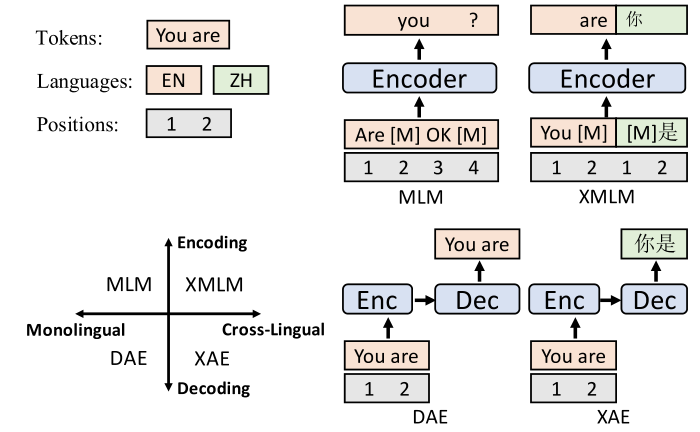 Tokens: You are
Languages: EN ZH
Positions: 1 2
you ?
Encoder
Are [M] OK [M]
1 2 3 4
MLM
are 你
Encoder
You [M] [M]是
1 2 1 2
XMLM
Encoding
MLM XMLM
Monolingual Cross-Lingual
DAE XAE
Decoding
You are
Enc Dec
You are
1 2
DAE
你是
Enc Dec
You are
1 2
XAE